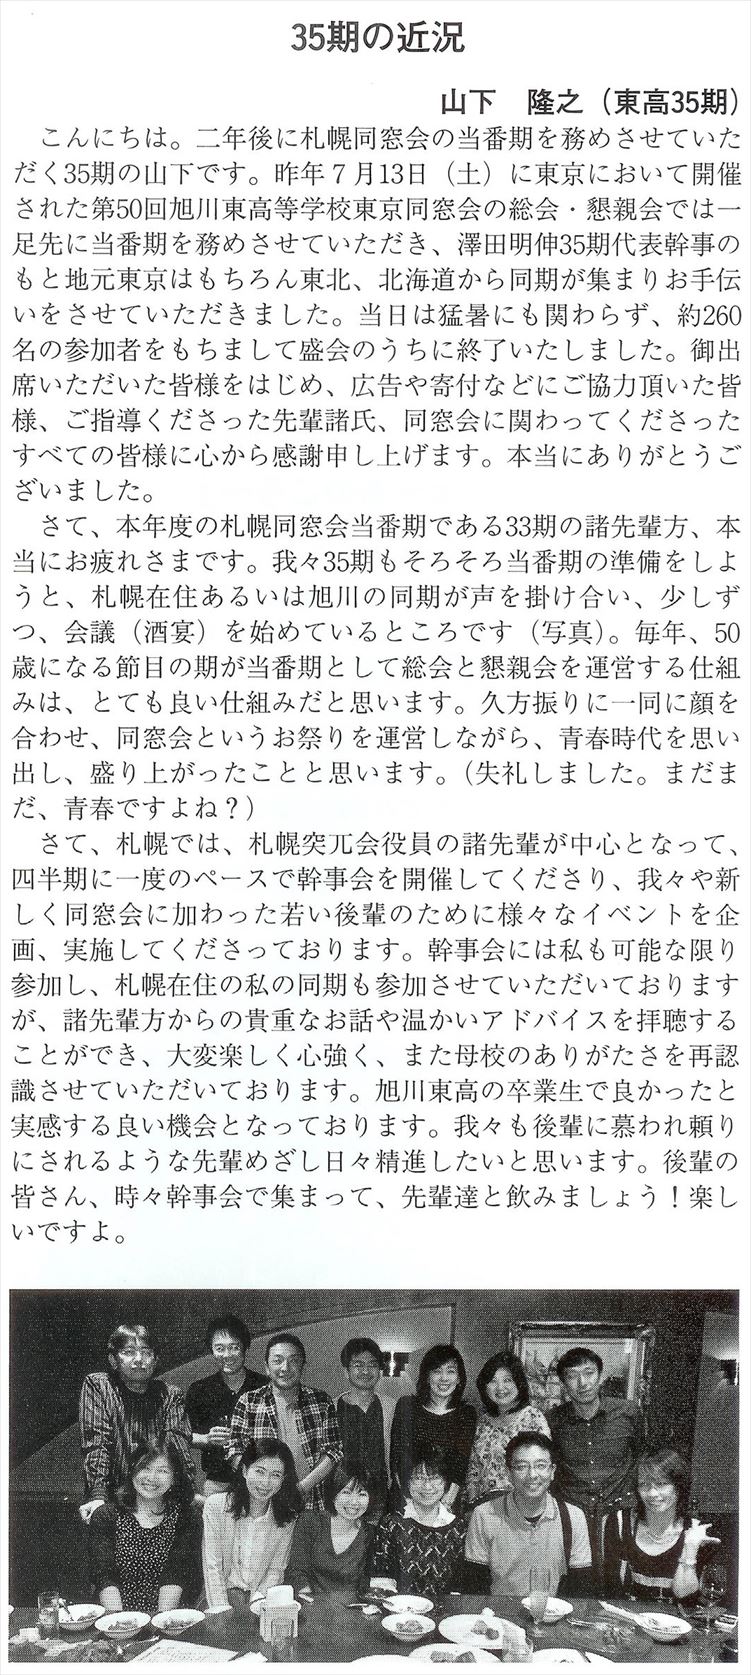 35期の近況
山下　隆之（東高35期）
　こんにちは。二年後に札幌同窓会の当番期を務めさせていた
だく35期の山下です。昨年７月13日（土）に東京において開催
された第50回旭川東高等学校東京同窓会の総会・懇親会では一
足先に当番期を務めさせていただき、澤田明伸35期代表幹事の
もと地元東京はもちろん東北、北海道から同期が集まりお手伝
いをさせていただきました。当日は猛暑にも関わらず、約260
名の参加者をもちまして盛会のうちに終了いたしました。御出
席いただいた皆様をはじめ、広告や寄付などにご協力頂いた皆
様、ご指導くださった先輩諸氏、同窓会に関わってくださった
すべての皆様に心から感謝申し上げます。本当にありがとうご
ざいました。
　さて、本年度の札幌同窓会当番期である33期の諸先輩方、本
当にお疲れさまです。我々35期もそろそろ当番期の準備をしよ
うと、札幌在住あるいは旭川の同期が声を掛け合い、少しず
つ、会議（酒宴）を始めているところです（写真）。毎年、50
歳になる節目の期が当番期として総会と懇親会を運営する仕組
みは、とても良い仕組みだと思います。久方振りに一同に顔を
合わせ、同窓会というお祭りを運営しながら、青春時代を思い
出し、盛り上がったことと思います。（失礼しました。まだま
だ、青春ですよね？）
　さて、札幌では、札幌突兀会役員の諸先輩が中心となって、
四半期に一度のペースで幹事会を開催してくださり、我々や新
しく同窓会に加わった若い後輩のために様々なイベントを企
画、実施してくださっております。幹事会には私も可能な限り
参加し、札幌在住の私の同期も参加させていただいております
が、諸先輩方からの貴重なお話や温かいアドバイスを拝聴する
ことができ、大変楽しく心強く、また母校のありがたさを再認
識させていただいております。旭川東高の卒業生で良かったと
実感する良い機会となっております。我々も後輩に慕われ頼り
にされるような先輩めざし日々精進したいと思います。後輩の
皆さん、時々幹事会で集まって、先輩達と飲みましょう！楽し
いですよ。